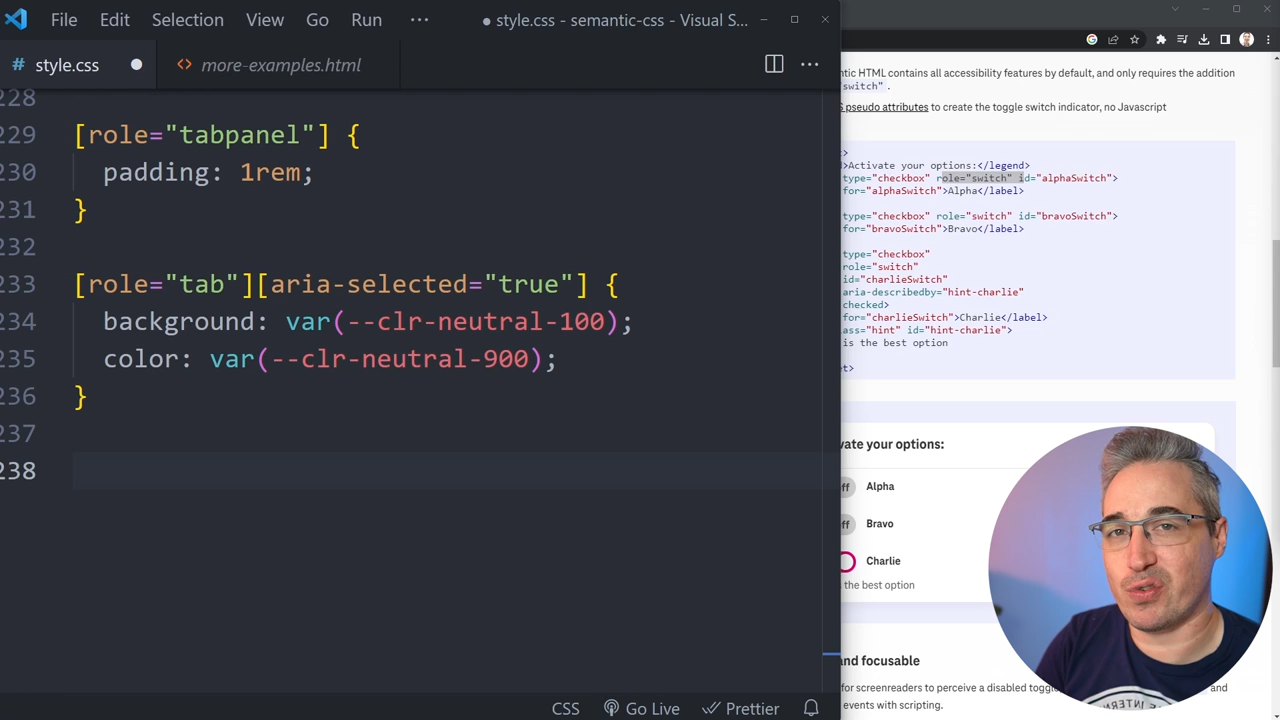 File Edit Selection View Go Run ··· ● style.css - semantic-css - Visual S...
# style.css ● <> more-examples.html
228
229 [role="tabpanel"] {
230 padding: 1rem;
231 }
232
233 [role="tab"][aria-selected="true"] {
234 background: var(--clr-neutral-100);
235 color: var(--clr-neutral-900);
236 }
237
238
CSS Go Live Prettier
ntic HTML contains all accessibility features by default, and only requires the addition
"switch".
pseudo attributes to create the toggle switch indicator, no Javascript
>Activate your options:</legend>
type="checkbox" role="switch" id="alphaSwitch">
for="alphaSwitch">Alpha</label>
type="checkbox" role="switch" id="bravoSwitch">
for="bravoSwitch">Bravo</label>
type="checkbox"
role="switch"
id="charlieSwitch"
aria-describedby="hint-charlie"
checked>
for="charlieSwitch">Charlie</label>
ss="hint" id="hint-charlie">
is the best option
et>
vate your options:
ff Alpha
ff Bravo
Charlie
the best option
and focusable
for screenreaders to perceive a disabled and
events with scripting.